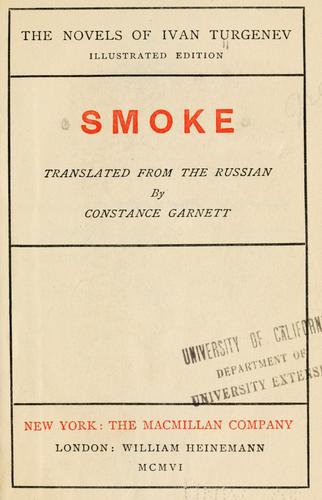 THE NOVELS OF IVAN TURGENEV
ILLUSTRATED EDITION
SMOKE
TRANSLATED FROM THE RUSSIAN
By
CONSTANCE GARNETT
UNIVERSITY OF CALIFORN
DEPARTMENT OF
UNIVERSITY EXTENS
NEW YORK: THE MACMILLAN COMPANY
LONDON: WILLIAM HEINEMANN
MCMVI